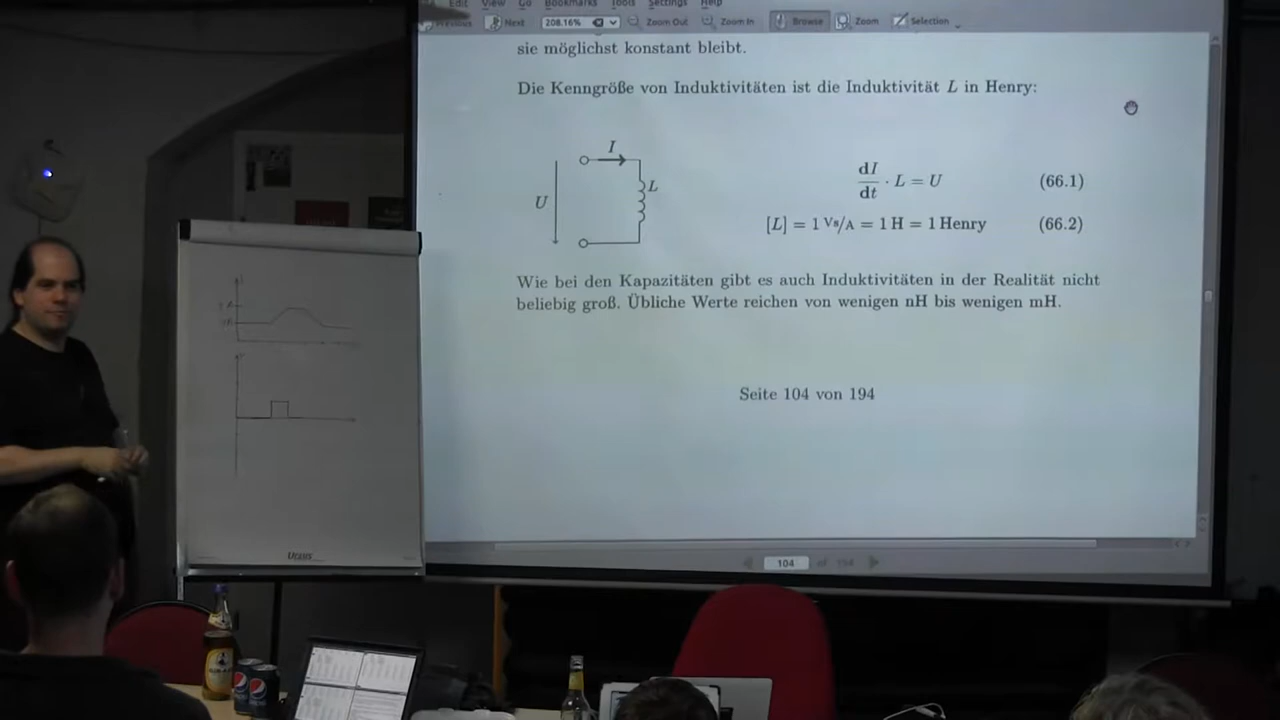 Edit View Go Bookmarks Tools Settings Help
Previous Next 208.16% Zoom Out Zoom In Browse Zoom Selection
sie möglichst konstant bleibt.
Die Kenngröße von Induktivitäten ist die Induktivität L in Henry:
I
U
L
dI/dt · L = U (66.1)
[L] = 1 Vs/A = 1 H = 1 Henry (66.2)
Wie bei den Kapazitäten gibt es auch Induktivitäten in der Realität nicht
beliebig groß. Übliche Werte reichen von wenigen nH bis wenigen mH.
Seite 104 von 194
104 of 194